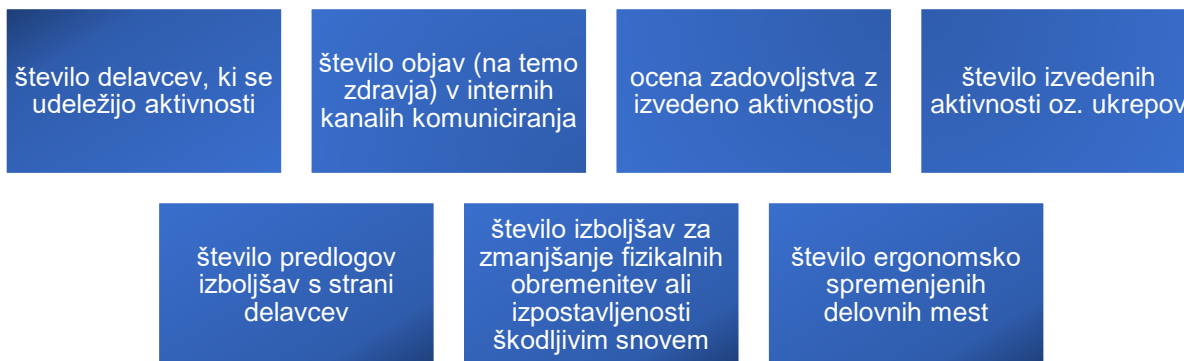 število delavcev, ki se
udeležijo aktivnosti
število objav (na temo
zdravja) v internih
kanalih komuniciranja
ocena zadovoljstva z
izvedeno aktivnostjo
število izvedenih
aktivnosti oz. ukrepov
število predlogov
izboljšav s strani
delavcev
število izboljšav za
zmanjšanje fizikalnih
obremenitev ali
izpostavljenosti
škodljivim snovem
število ergonomsko
spremenjenih
delovnih mest